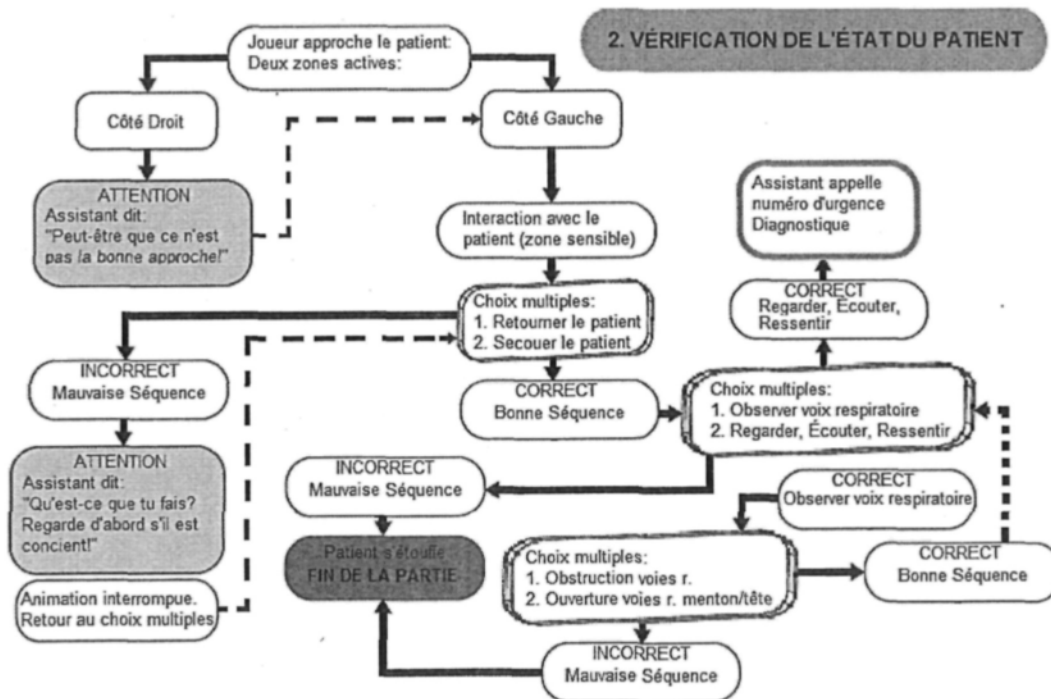 2. VÉRIFICATION DE L'ÉTAT DU PATIENT
Joueur approche le patient:
Deux zones actives:
Côté Droit
Côté Gauche
ATTENTION
Assistant dit:
"Peut-être que ce n'est
pas la bonne approche!"
Interaction avec le
patient (zone sensible)
Assistant appelle
numéro d'urgence
Diagnostique
CORRECT
Regarder, Écouter,
Ressentir
Choix multiples:
1. Retourner le patient
2. Secouer le patient
INCORRECT
Mauvaise Séquence
CORRECT
Bonne Séquence
Choix multiples:
1. Observer voix respiratoire
2. Regarder, Écouter, Ressentir
ATTENTION
Assistant dit:
"Qu'est-ce que tu fais?
Regarde d'abord s'il est
concient!"
INCORRECT
Mauvaise Séquence
CORRECT
Observer voix respiratoire
Patient s'étouffe
FIN DE LA PARTIE
Choix multiples:
1. Obstruction voies r.
2. Ouverture voies r. menton/tête
CORRECT
Bonne Séquence
Animation interrompue.
Retour au choix multiples
INCORRECT
Mauvaise Séquence